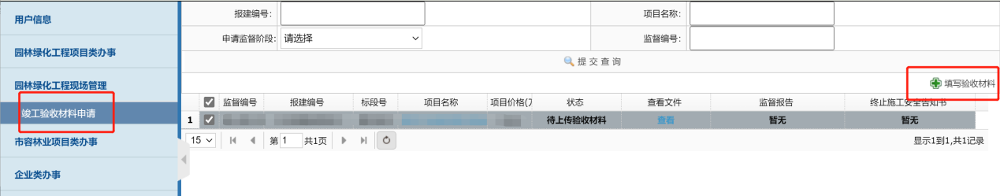 用户信息
园林绿化工程项目类办事
园林绿化工程现场管理
竣工验收材料申请
市容林业项目类办事
企业类办事
报建编号: 项目名称:
申请监督阶段: 请选择 监督编号:
提 交 查 询
填写验收材料
监督编号 报建编号 标段号 项目名称 项目价格(万 状态 查看文件 监督报告 终止施工安全告知书
1 待上传验收材料 查看 暂无 暂无
15 第 1 共1页 显示1到1,共1记录